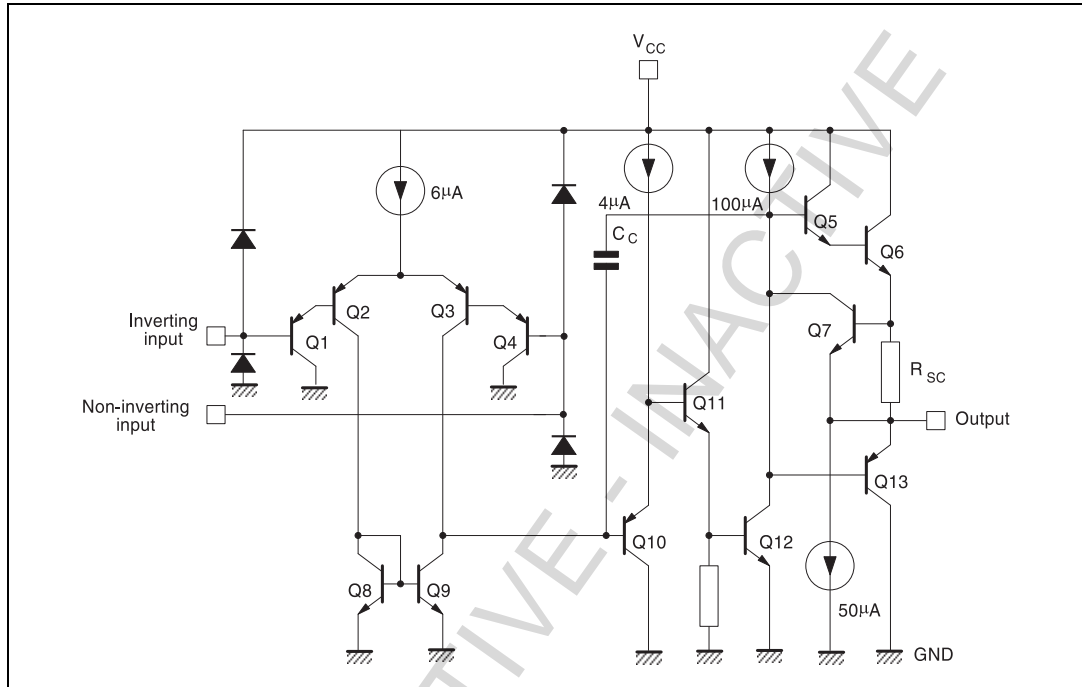 VCC
6µA
4µA
100µA
CC
Q5
Q6
Q2
Q3
Inverting
input
Q1
Q4
Q7
RSC
Non-inverting
input
Q11
Output
Q13
Q10
Q12
Q8
Q9
50µA
GND
INACTIVE - INACTIVE